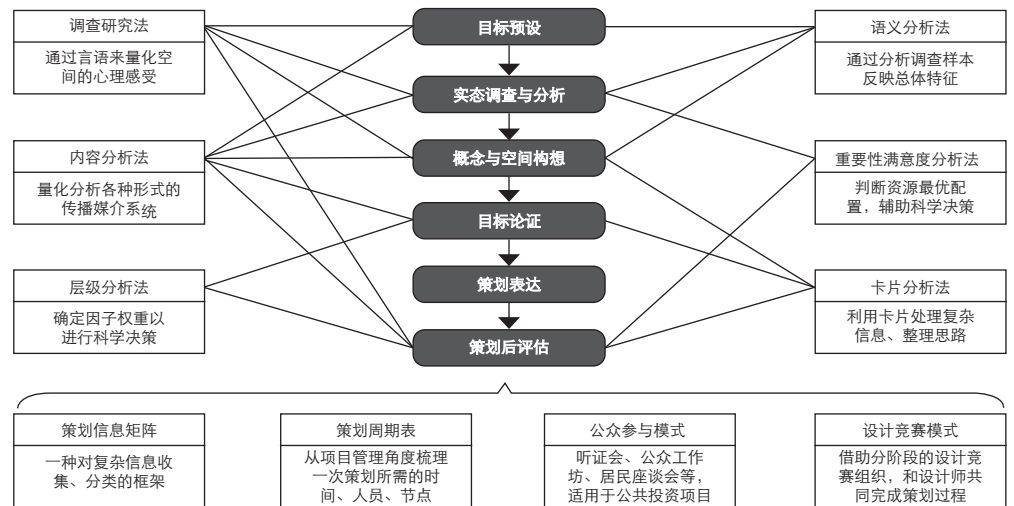 调查研究法
通过言语来量化空
间的心理感受
内容分析法
量化分析各种形式的
传播媒介系统
层级分析法
确定因子权重以
进行科学决策
目标预设
实态调查与分析
概念与空间构想
目标论证
策划表达
策划后评估
语义分析法
通过分析调查样本
反映总体特征
重要性满意度分析法
判断资源最优配
置，辅助科学决策
卡片分析法
利用卡片处理复杂
信息、整理思路
策划信息矩阵
一种对复杂信息收
集、分类的框架
策划周期表
从项目管理角度梳理
一次策划所需的时
间、人员、节点
公众参与模式
听证会、公众工作
坊、居民座谈会等，
适用于公共投资项目
设计竞赛模式
借助分阶段的设计竞
赛组织，和设计师共
同完成策划过程